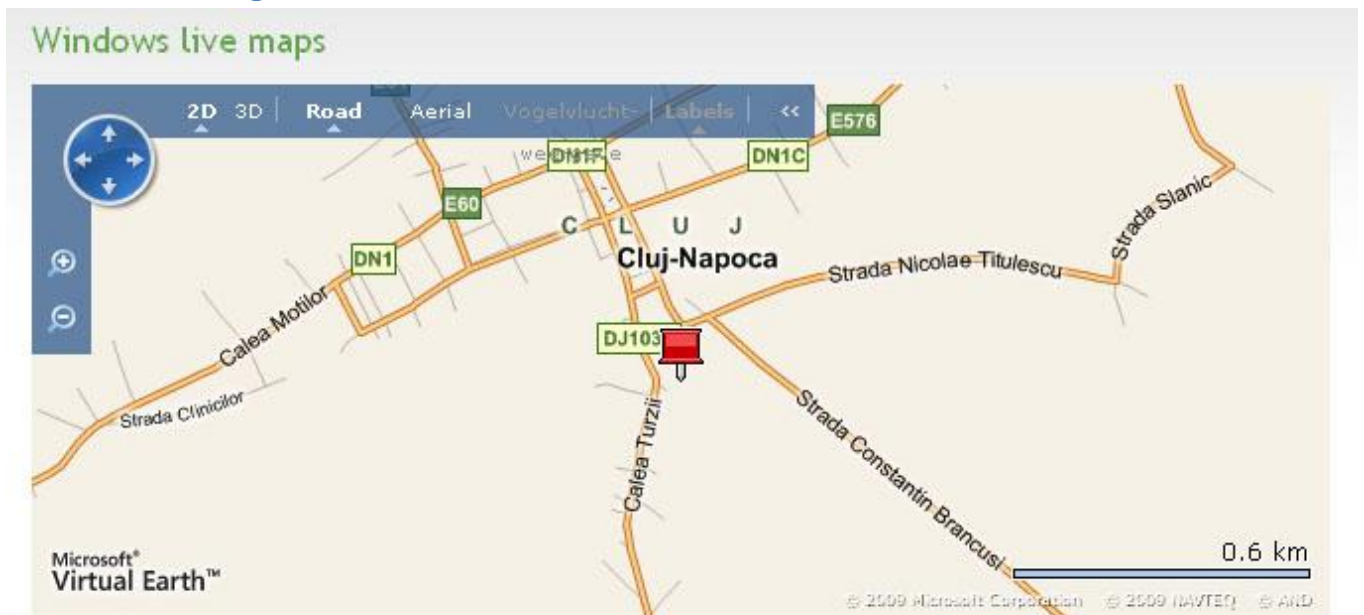 Windows live maps
2D 3D Road Aerial Vogelvlucht- Labels <<
weergave
E576
DN1F
DN1C
E60
C L U J
DN1
Cluj-Napoca
Strada Slanic
Strada Nicolae Titulescu
Calea Motilor
DJ103
Strada Clinicilor
Calea Turzii
Strada Constantin Brancusi
0.6 km
Microsoft®
Virtual Earth™
© 2009 Microsoft Corporation © 2009 NAVTEQ © AND